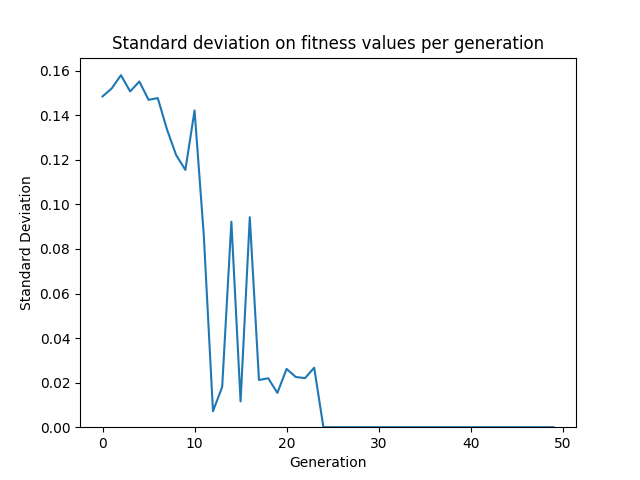 Standard deviation on fitness values per generation
0.16
0.14
0.12
0.10
0.08
0.06
0.04
0.02
0.00
Standard Deviation
0 10 20 30 40 50
Generation